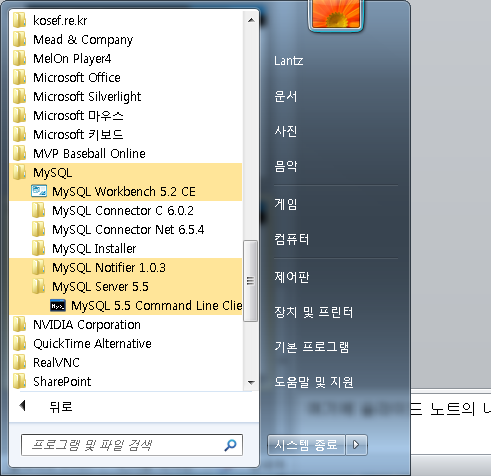 kosef.re.kr
Mead & Company
MelOn Player4
Microsoft Office
Microsoft Silverlight
Microsoft 마우스
Microsoft 키보드
MVP Baseball Online
MySQL
MySQL Workbench 5.2 CE
MySQL Connector C 6.0.2
MySQL Connector Net 6.5.4
MySQL Installer
MySQL Notifier 1.0.3
MySQL Server 5.5
MySQL 5.5 Command Line Clie
NVIDIA Corporation
QuickTime Alternative
RealVNC
SharePoint
뒤로
프로그램 및 파일 검색
Lantz
문서
사진
음악
게임
컴퓨터
제어판
장치 및 프린터
기본 프로그램
도움말 및 지원
시스템 종료
드 노트의 나